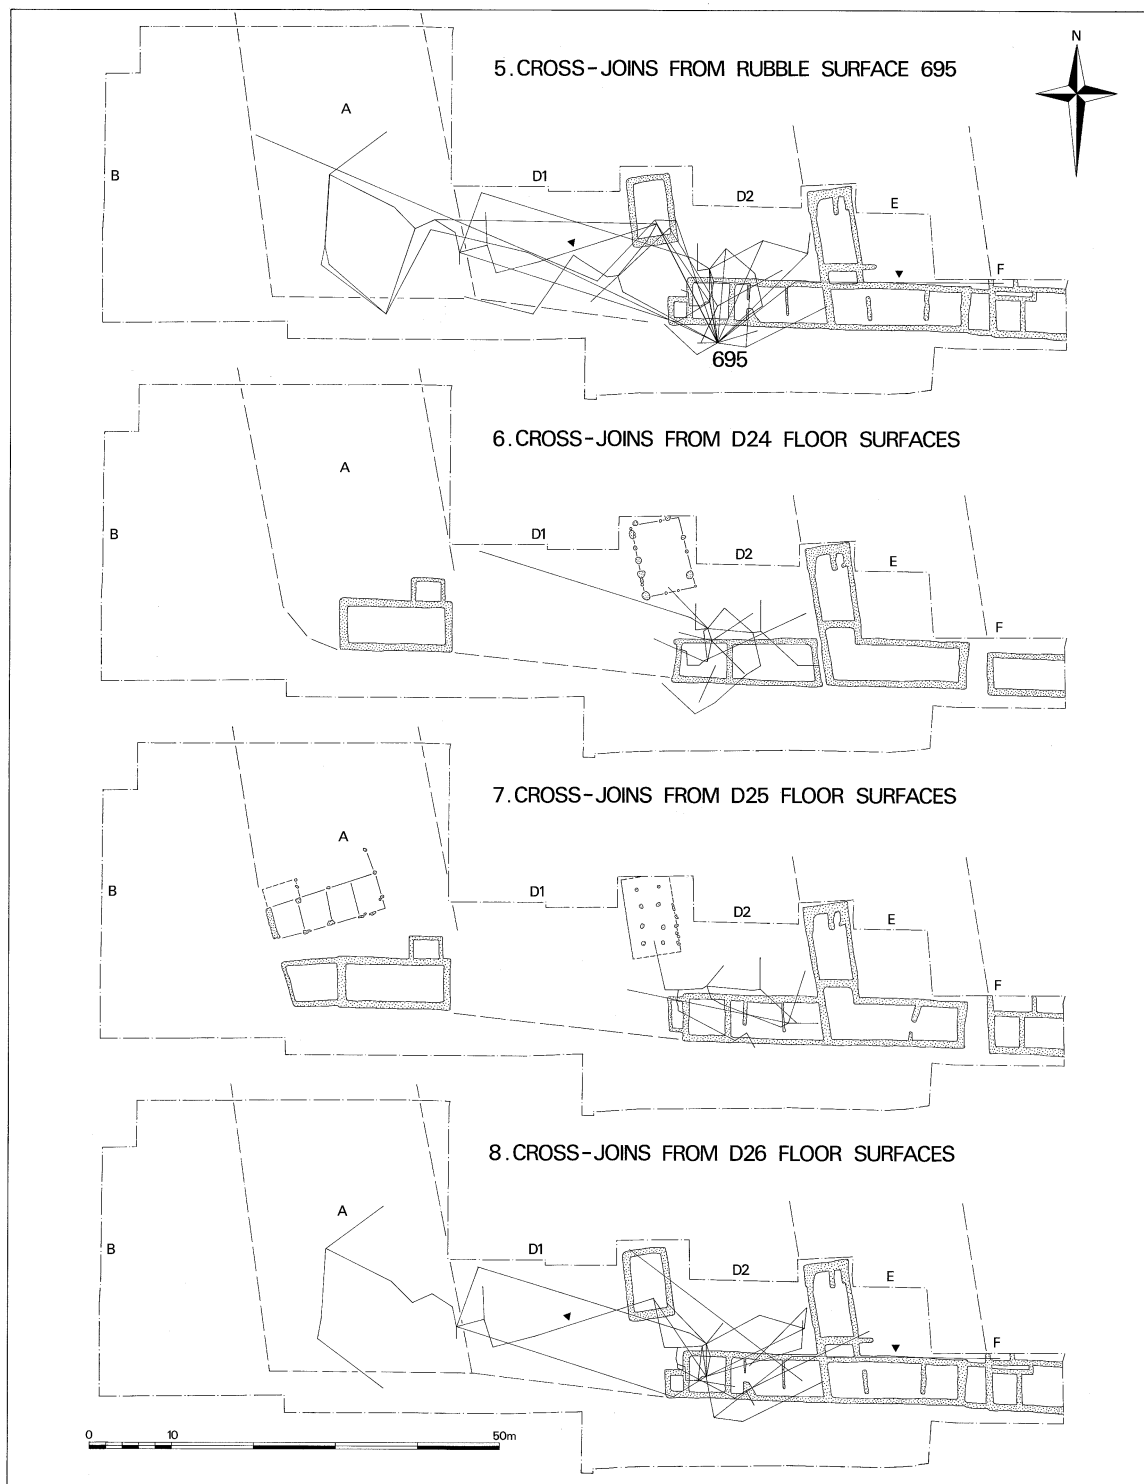 N
5.CROSS-JOINS FROM RUBBLE SURFACE 695
A
B
D1
D2
E
F
695
6.CROSS-JOINS FROM D24 FLOOR SURFACES
A
B
D1
D2
E
F
7.CROSS-JOINS FROM D25 FLOOR SURFACES
A
B
D1
D2
E
F
8.CROSS-JOINS FROM D26 FLOOR SURFACES
A
B
D1
D2
E
F
0 10 50m